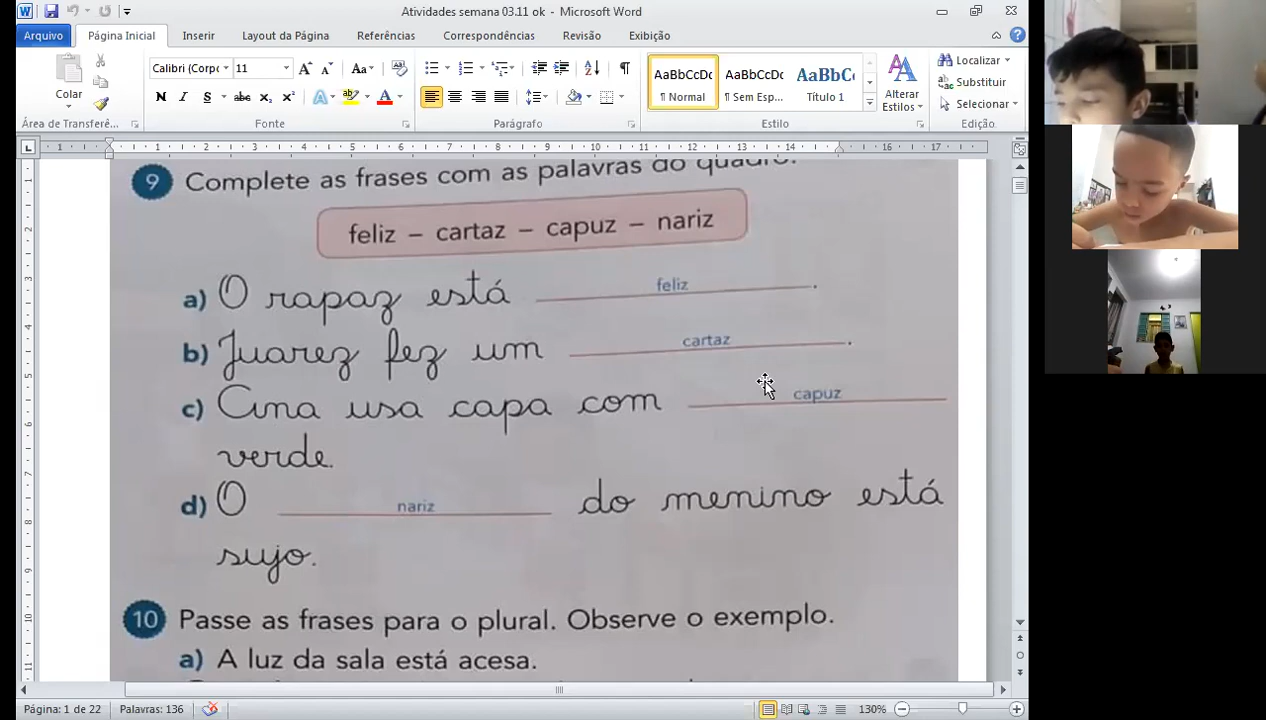 Atividades semana 03.11 ok - Microsoft Word
Arquivo Página Inicial Inserir Layout da Página Referências Correspondências Revisão Exibição
Colar
Calibri (Corpo 11
N I S abc x₂ x²
AaBbCcDc AaBbCcDc AaBbCc
¶ Normal ¶ Sem Esp... Título 1
Alterar Estilos
Localizar
Substituir
Selecionar
Área de Transferê... Fonte Parágrafo Estilo Edição
9 Complete as frases com as palavras do quadro.
feliz – cartaz – capuz – nariz
a) O rapaz está feliz.
b) Juarez fez um cartaz.
c) Cina usa capa com capuz
verde.
d) O nariz do menino está
sujo.
10 Passe as frases para o plural. Observe o exemplo.
a) A luz da sala está acesa.
Página: 1 de 22 Palavras: 136 130%